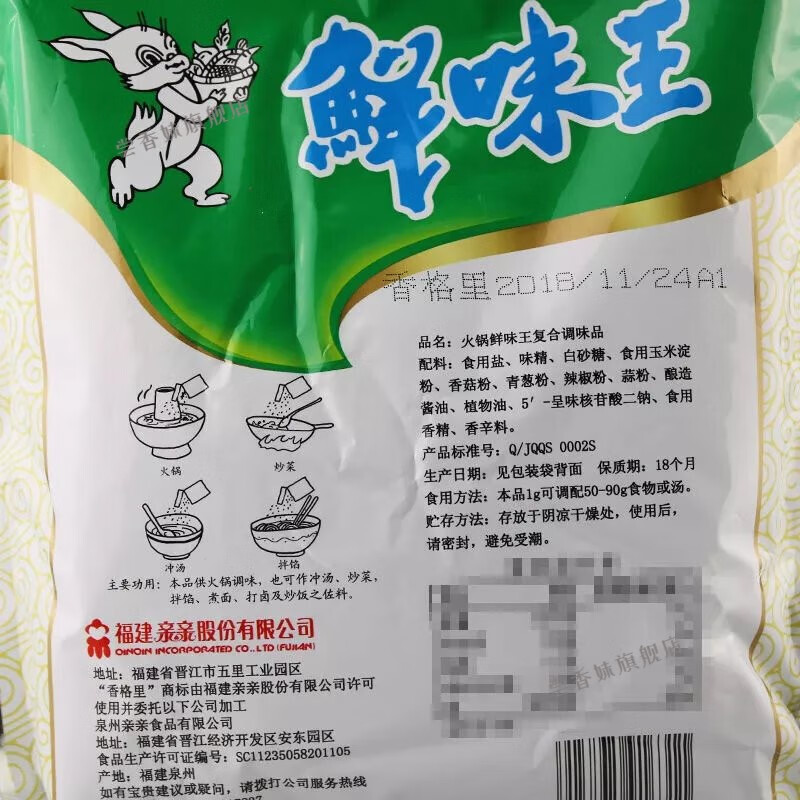 鲜味王
香格里2018/11/24A1
品名：火锅鲜味王复合调味品
配料：食用盐、味精、白砂糖、食用玉米淀
粉、香菇粉、青葱粉、辣椒粉、蒜粉、酿造
酱油、植物油、5′-呈味核苷酸二钠、食用
香精、香辛料。
产品标准号：Q/JQQS 0002S
生产日期：见包装袋背面 保质期：18个月
食用方法：本品1g可调配50-90g食物或汤。
贮存方法：存放于阴凉干燥处，使用后，
请密封，避免受潮。
火锅 炒菜
冲汤 拌馅
主要功用：本品供火锅调味，也可作冲汤、炒菜，
拌馅、煮面、打卤及炒饭之佐料。
福建亲亲股份有限公司
QINQIN INCORPORATED CO.,LTD(FUJIAN)
地址：福建省晋江市五里工业园区
“香格里”商标由福建亲亲股份有限公司许可
使用并委托以下公司加工
泉州亲亲食品有限公司
地址：福建省晋江经济开发区安东园区
食品生产许可证编号：SC11235058201105
产地：福建泉州
如有宝贵建议或疑问，请拨打公司服务热线
香妹旗舰店
香妹旗舰店